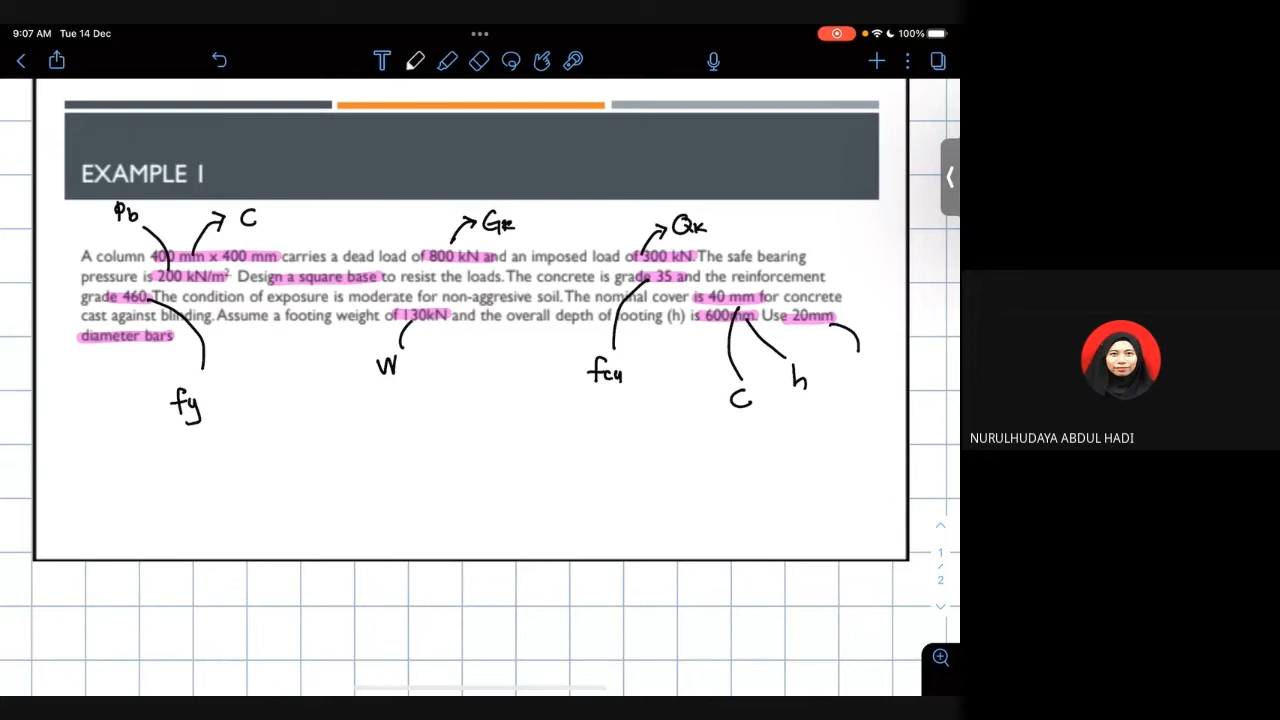 9:07 AM Tue 14 Dec
100%
T
EXAMPLE 1
Pb
C
Gk
Qk
A column 400 mm x 400 mm carries a dead load of 800 kN and an imposed load of 300 kN. The safe bearing
pressure is 200 kN/m² Design a square base to resist the loads. The concrete is grade 35 and the reinforcement
grade 460. The condition of exposure is moderate for non-aggresive soil. The nominal cover is 40 mm for concrete
cast against blinding. Assume a footing weight of 130kN and the overall depth of footing (h) is 600mm. Use 20mm
diameter bars
W
fcu
h
C
fy
NURULHUDAYA ABDUL HADI
1
/
2